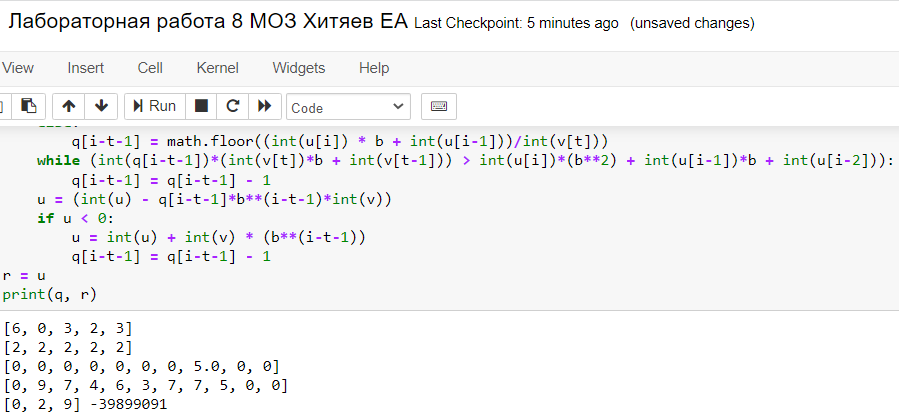 Лабораторная работа 8 МОЗ Хитяев ЕА Last Checkpoint: 5 minutes ago (unsaved changes)
View Insert Cell Kernel Widgets Help
Run Code
q[i-t-1] = math.floor((int(u[i]) * b + int(u[i-1]))/int(v[t]))
while (int(q[i-t-1])*(int(v[t])*b + int(v[t-1])) > int(u[i])*(b**2) + int(u[i-1])*b + int(u[i-2])):
q[i-t-1] = q[i-t-1] - 1
u = (int(u) - q[i-t-1]*b**(i-t-1)*int(v))
if u < 0:
u = int(u) + int(v) * (b**(i-t-1))
q[i-t-1] = q[i-t-1] - 1
r = u
print(q, r)
[6, 0, 3, 2, 3]
[2, 2, 2, 2, 2]
[0, 0, 0, 0, 0, 0, 0, 5.0, 0, 0]
[0, 9, 7, 4, 6, 3, 7, 7, 5, 0, 0]
[0, 2, 9] -39899091